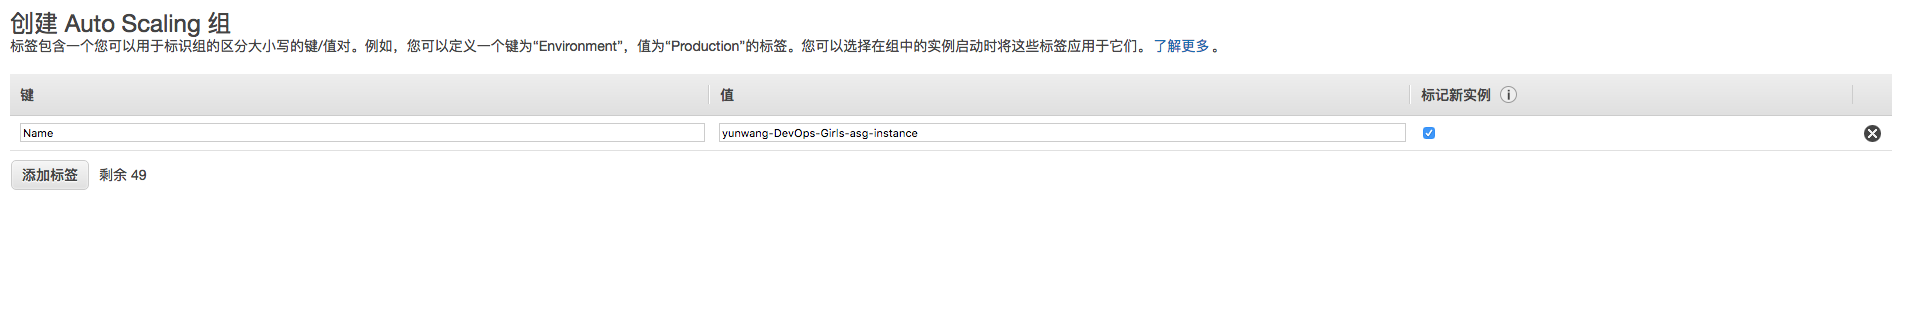 创建 Auto Scaling 组
标签包含一个您可以用于标识组的区分大小写的键/值对。例如，您可以定义一个键为“Environment”，值为“Production”的标签。您可以选择在组中的实例启动时将这些标签应用于它们。 了解更多 。
键 值 标记新实例
Name yunwang-DevOps-Girls-asg-instance
添加标签 剩余 49